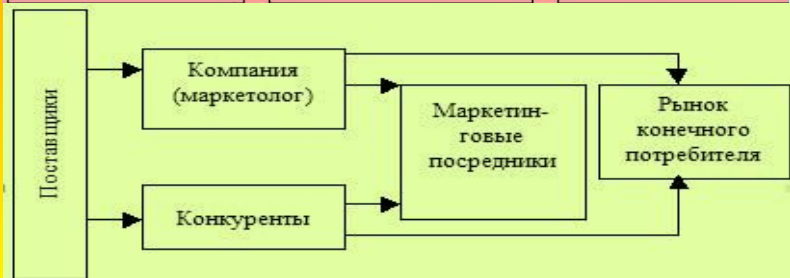 Поставщики
Компания
(маркетолог)
Маркетин-
говые
посредники
Рынок
конечного
потребителя
Конкуренты